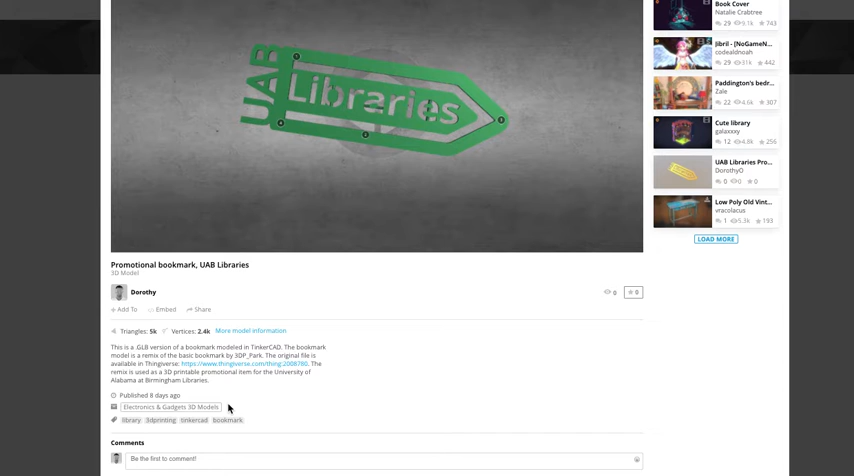 UAB
Libraries
Promotional bookmark, UAB Libraries
3D Model
Dorothy
0
0
Add To
Embed
Share
Triangles: 5k
Vertices: 2.4k
More model information
This is a .GLB version of a bookmark modeled in TinkerCAD. The bookmark
model is a remix of the basic bookmark by 3DP_Park. The original file is
available in Thingiverse: https://www.thingiverse.com/thing:2008780. The
remix is used as a 3D printable promotional item for the University of
Alabama at Birmingham Libraries.
Published 8 days ago
Electronics & Gadgets 3D Models
library 3dprinting tinkercad bookmark
Comments
Be the first to comment!
Book Cover
Natalie Crabtree
29 9.1k 743
Jibril - [NoGameN...
codealdnoah
29 31k 442
Paddington's bedr...
Zale
22 4.6k 307
Cute library
galaxxxy
12 4.8k 256
UAB Libraries Pro...
DorothyO
0 0 0
Low Poly Old Vint...
vracolacus
1 5.3k 193
LOAD MORE